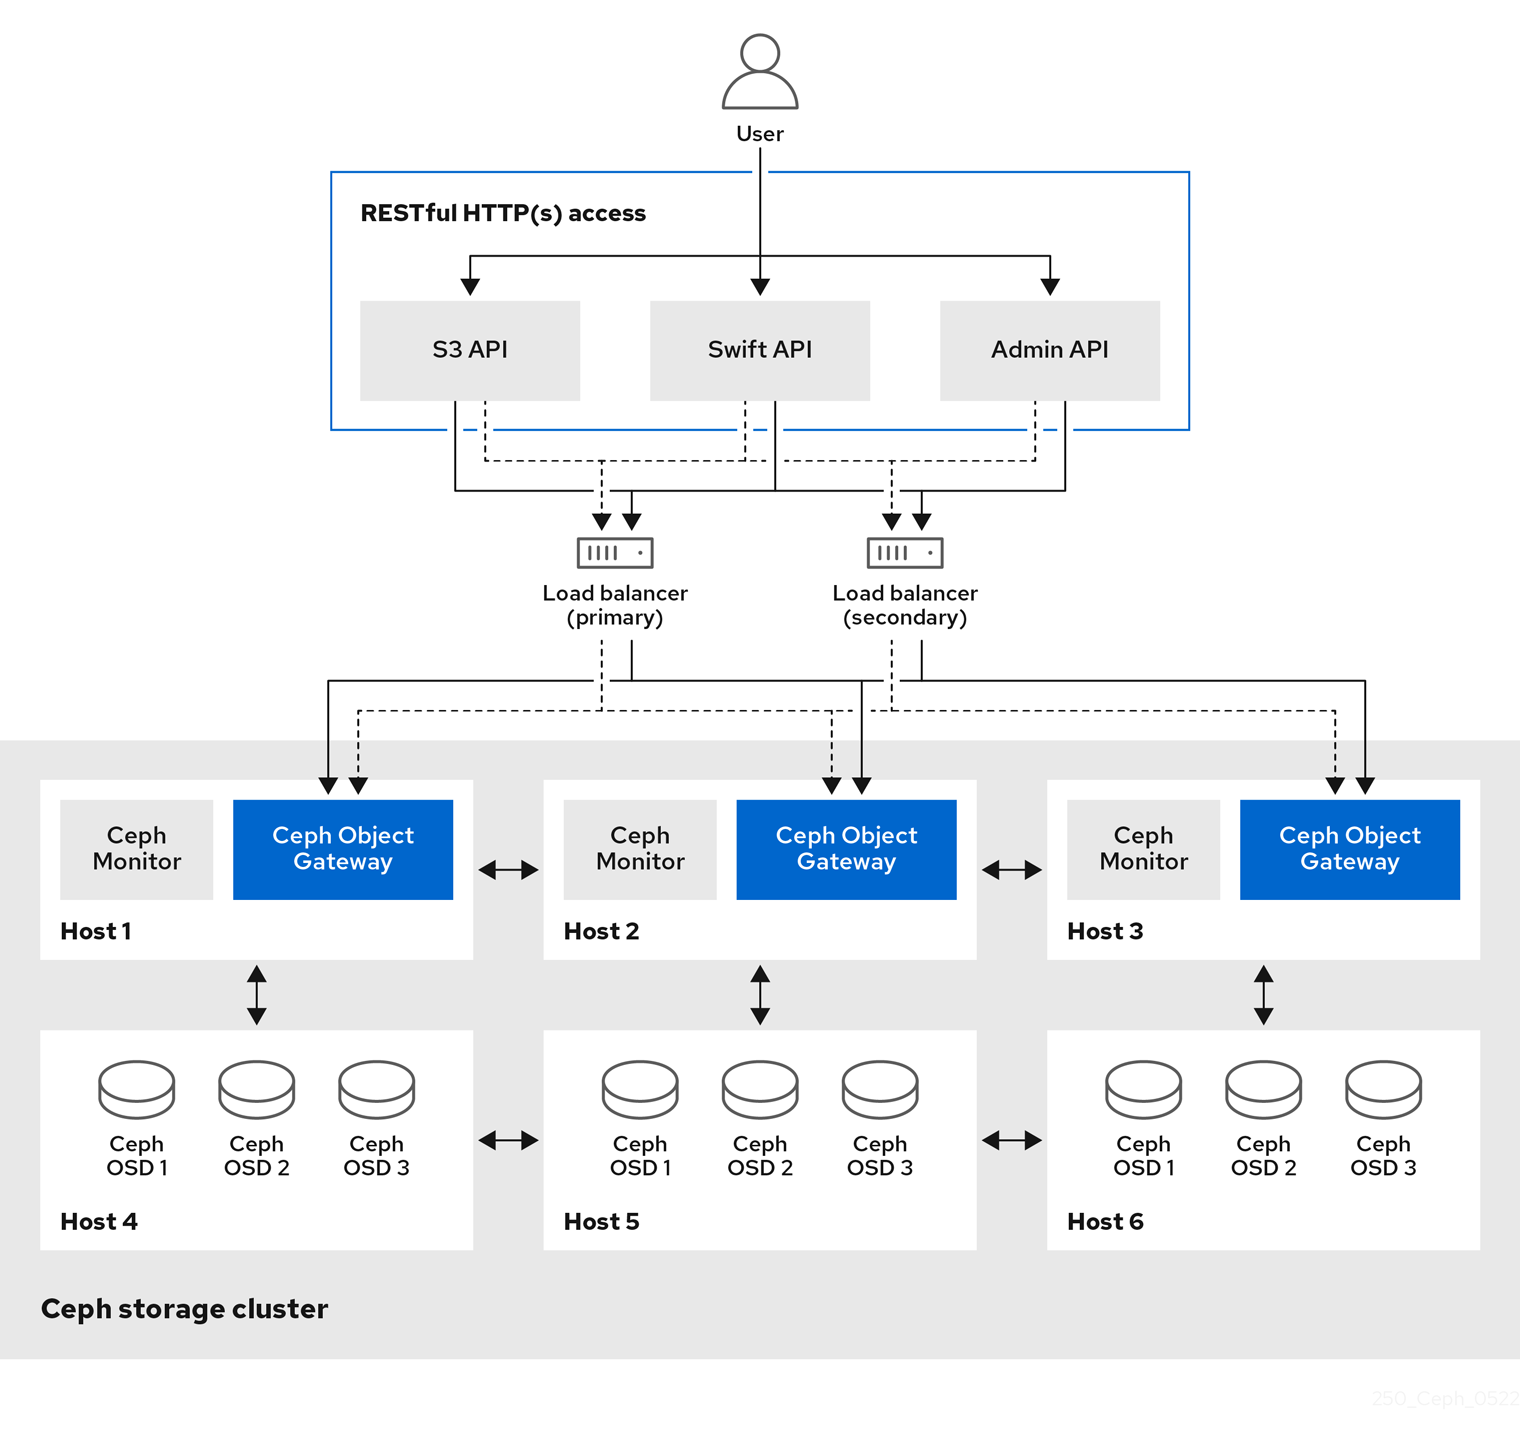 User
RESTful HTTP(s) access
S3 API
Swift API
Admin API
Load balancer
(primary)
Load balancer
(secondary)
Ceph
Monitor
Ceph Object
Gateway
Host 1
Ceph
Monitor
Ceph Object
Gateway
Host 2
Ceph
Monitor
Ceph Object
Gateway
Host 3
Ceph
OSD 1
Ceph
OSD 2
Ceph
OSD 3
Host 4
Ceph
OSD 1
Ceph
OSD 2
Ceph
OSD 3
Host 5
Ceph
OSD 1
Ceph
OSD 2
Ceph
OSD 3
Host 6
Ceph storage cluster
250_Ceph_0522